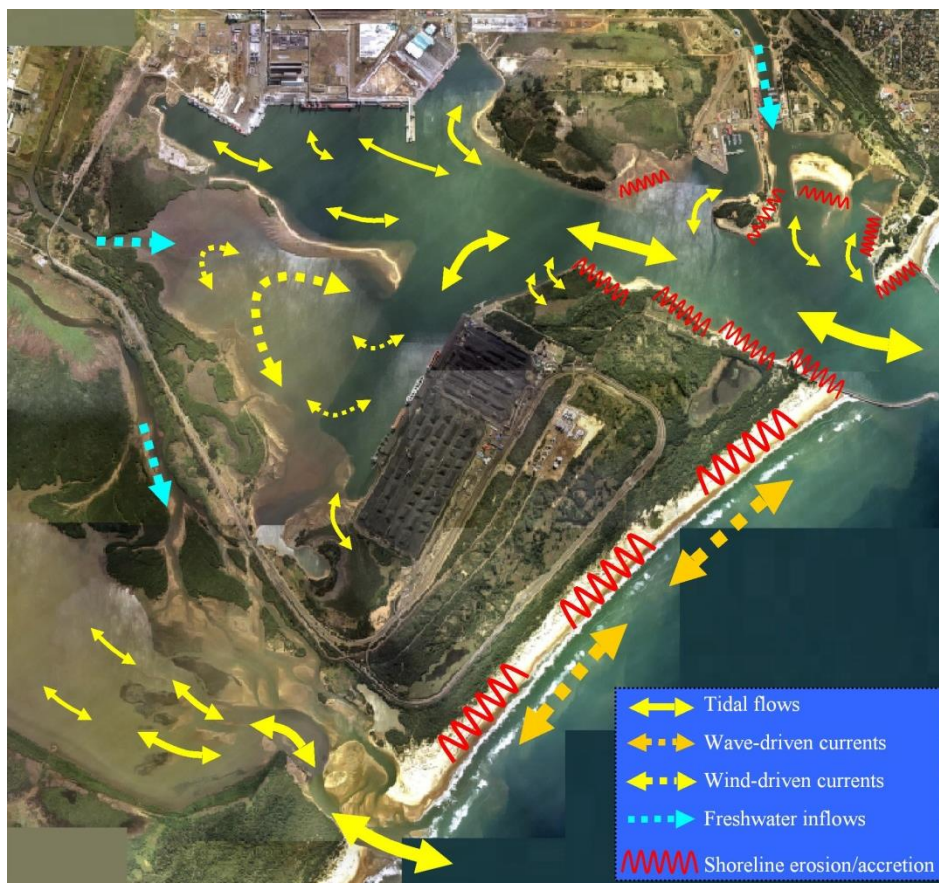 Tidal flows
Wave-driven currents
Wind-driven currents
Freshwater inflows
Shoreline erosion/accretion